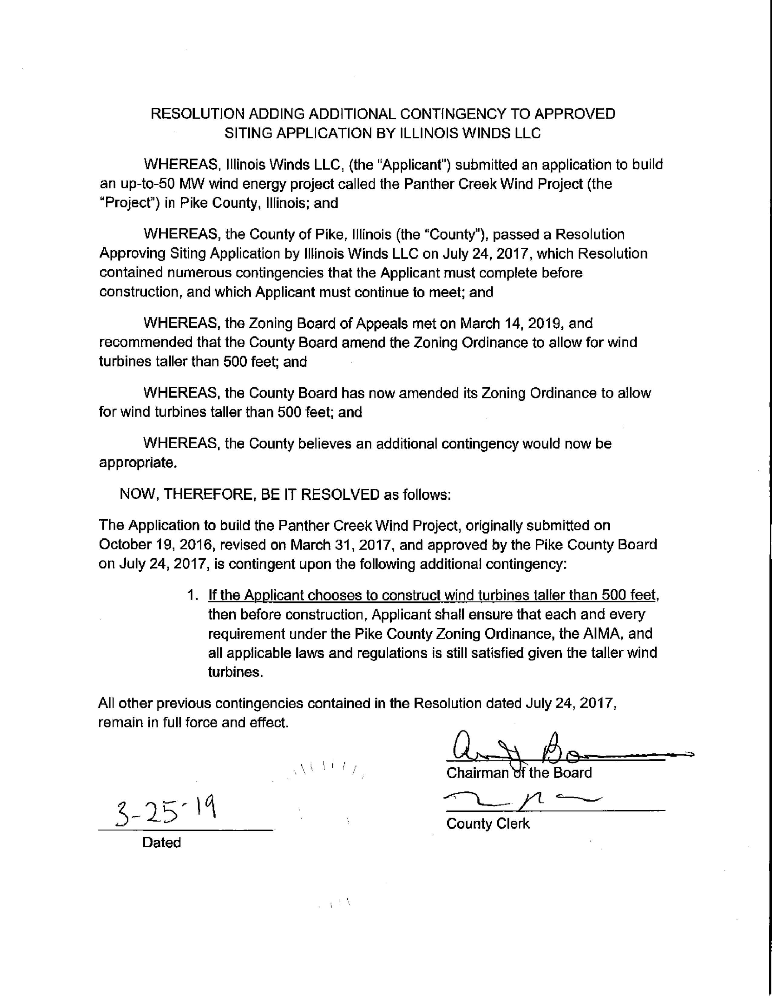 RESOLUTION ADDING ADDITIONAL CONTINGENCY TO APPROVED
SITING APPLICATION BY ILLINOIS WINDS LLC
WHEREAS, Illinois Winds LLC, (the “Applicant”) submitted an application to build
an up-to-50 MW wind energy project called the Panther Creek Wind Project (the
“Project”) in Pike County, Illinois; and
WHEREAS, the County of Pike, Illinois (the “County”), passed a Resolution
Approving Siting Application by Illinois Winds LLC on July 24, 2017, which Resolution
contained numerous contingencies that the Applicant must complete before
construction, and which Applicant must continue to meet; and
WHEREAS, the Zoning Board of Appeals met on March 14, 2019, and
recommended that the County Board amend the Zoning Ordinance to allow for wind
turbines taller than 500 feet; and
WHEREAS, the County Board has now amended its Zoning Ordinance to allow
for wind turbines taller than 500 feet; and
WHEREAS, the County believes an additional contingency would now be
appropriate.
NOW, THEREFORE, BE IT RESOLVED as follows:
The Application to build the Panther Creek Wind Project, originally submitted on
October 19, 2016, revised on March 31, 2017, and approved by the Pike County Board
on July 24, 2017, is contingent upon the following additional contingency:
1. If the Applicant chooses to construct wind turbines taller than 500 feet,
then before construction, Applicant shall ensure that each and every
requirement under the Pike County Zoning Ordinance, the AIMA, and
all applicable laws and regulations is still satisfied given the taller wind
turbines.
All other previous contingencies contained in the Resolution dated July 24, 2017,
remain in full force and effect.
Andy
Chairman of the Board
3-25-19
County Clerk
Dated